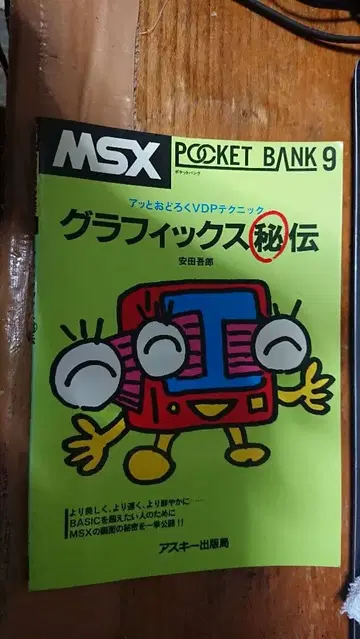 MSX POCKET BANK 9
ポケットバンク
アッとおどろくVDPテクニック
グラフィックス秘伝
安田吾郎
より美しく、より速く、より鮮やかに……
BASICを超えたい人のために
MSXの画面の秘密を一挙公開!!
アスキー出版局